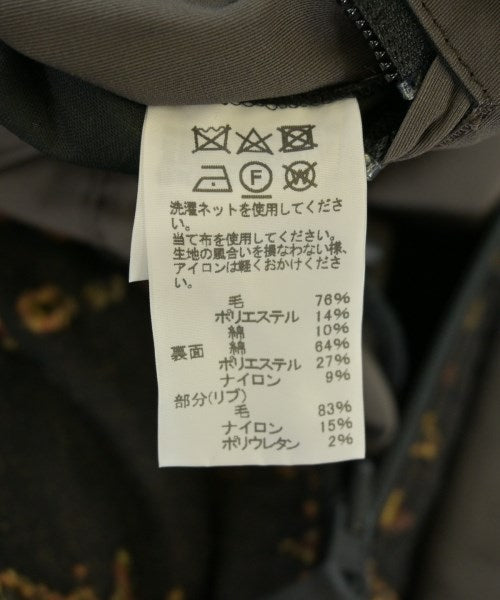 F W
洗濯ネットを使用してくださ
い。
当て布を使用してください。
生地の風合いを損なわない様、
アイロンは軽くおかけくださ
い。
毛 76%
ポリエステル 14%
綿 10%
裏面 綿 64%
ポリエステル 27%
ナイロン 9%
部分(リブ)
毛 83%
ナイロン 15%
ポリウレタン 2%